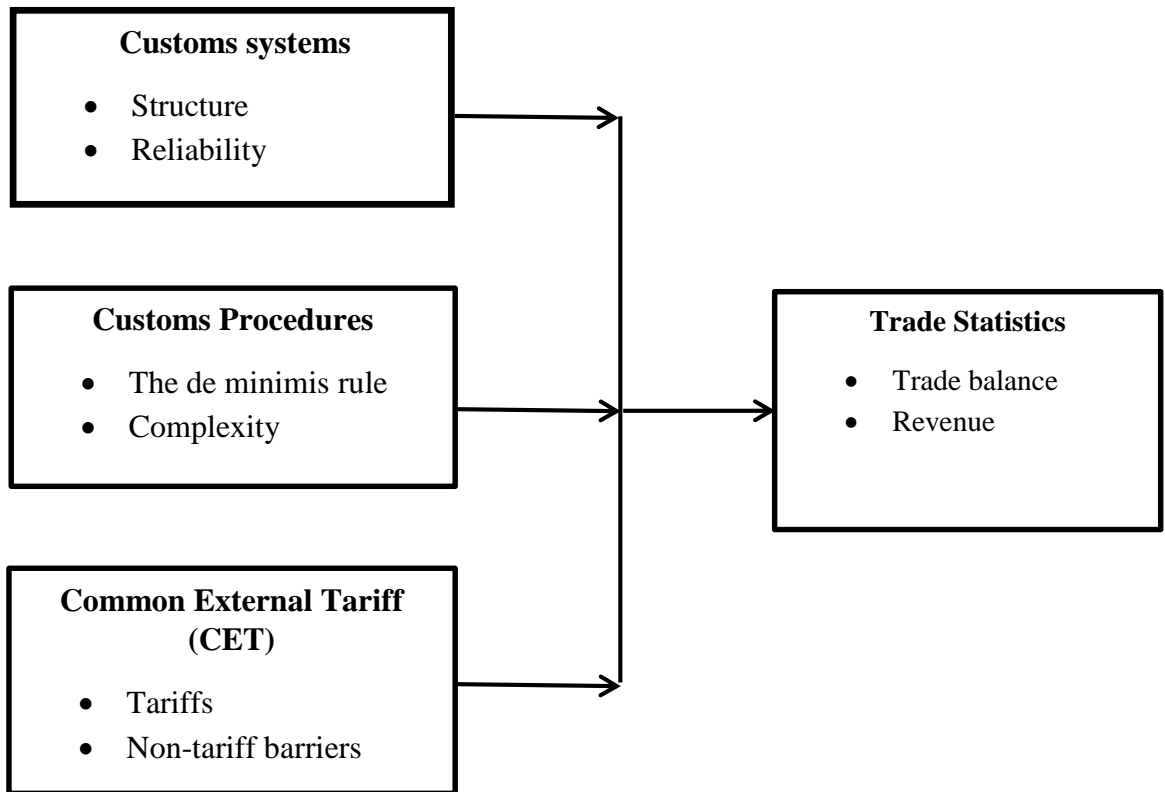 Customs systems
• Structure
• Reliability
Customs Procedures
• The de minimis rule
• Complexity
Common External Tariff
(CET)
• Tariffs
• Non-tariff barriers
Trade Statistics
• Trade balance
• Revenue